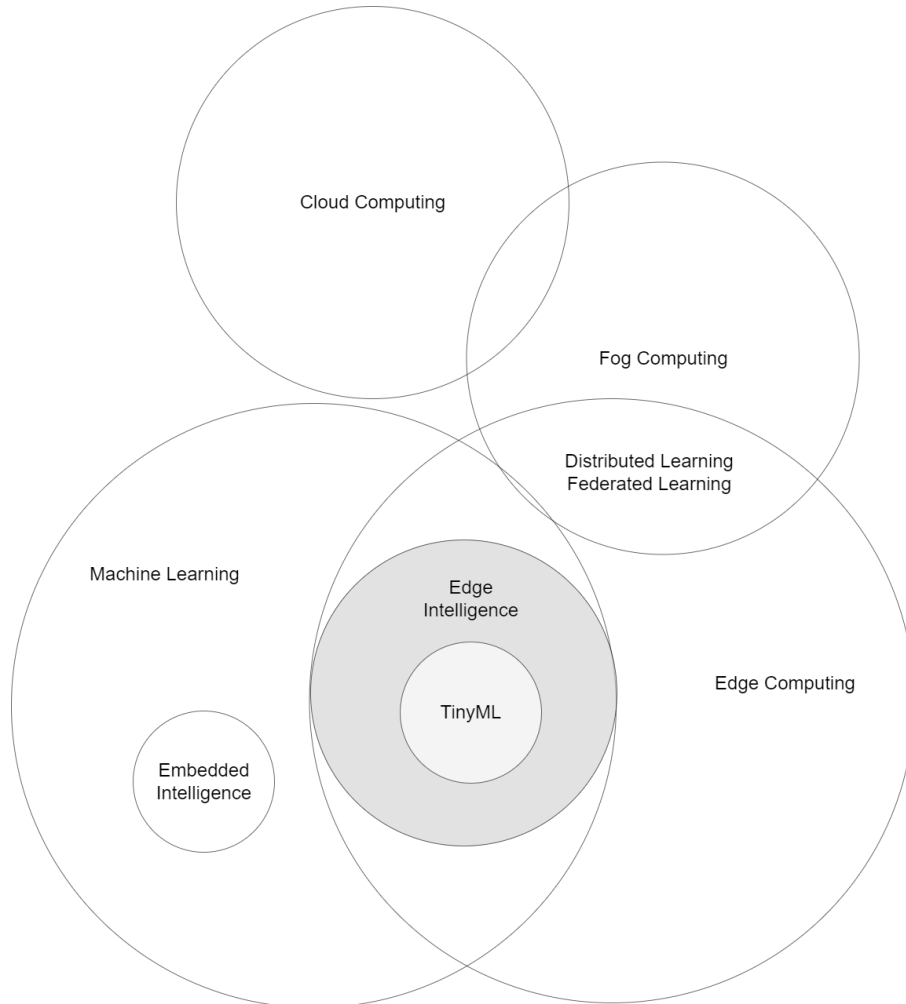 Cloud Computing
Fog Computing
Distributed Learning
Federated Learning
Machine Learning
Edge
Intelligence
Edge Computing
TinyML
Embedded
Intelligence